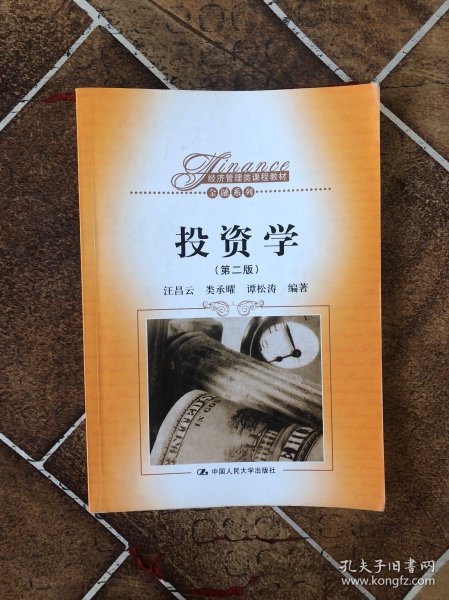 Finance
经济管理类课程教材
金融系列
投资学
(第二版)
汪昌云 类承曜 谭松涛 编著
IN GO
中国人民大学出版社
孔夫子旧书网
www.kongfz.com